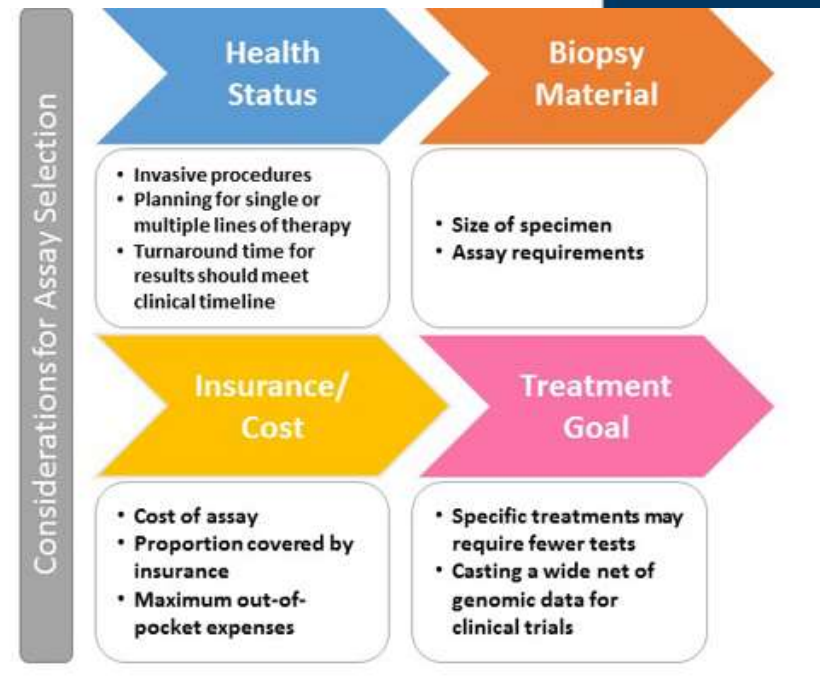 Considerations for Assay Selection
Health
Status
• Invasive procedures
• Planning for single or
multiple lines of therapy
• Turnaround time for
results should meet
clinical timeline
Biopsy
Material
• Size of specimen
• Assay requirements
Insurance/
Cost
• Cost of assay
• Proportion covered by
insurance
• Maximum out-of-
pocket expenses
Treatment
Goal
• Specific treatments may
require fewer tests
• Casting a wide net of
genomic data for
clinical trials